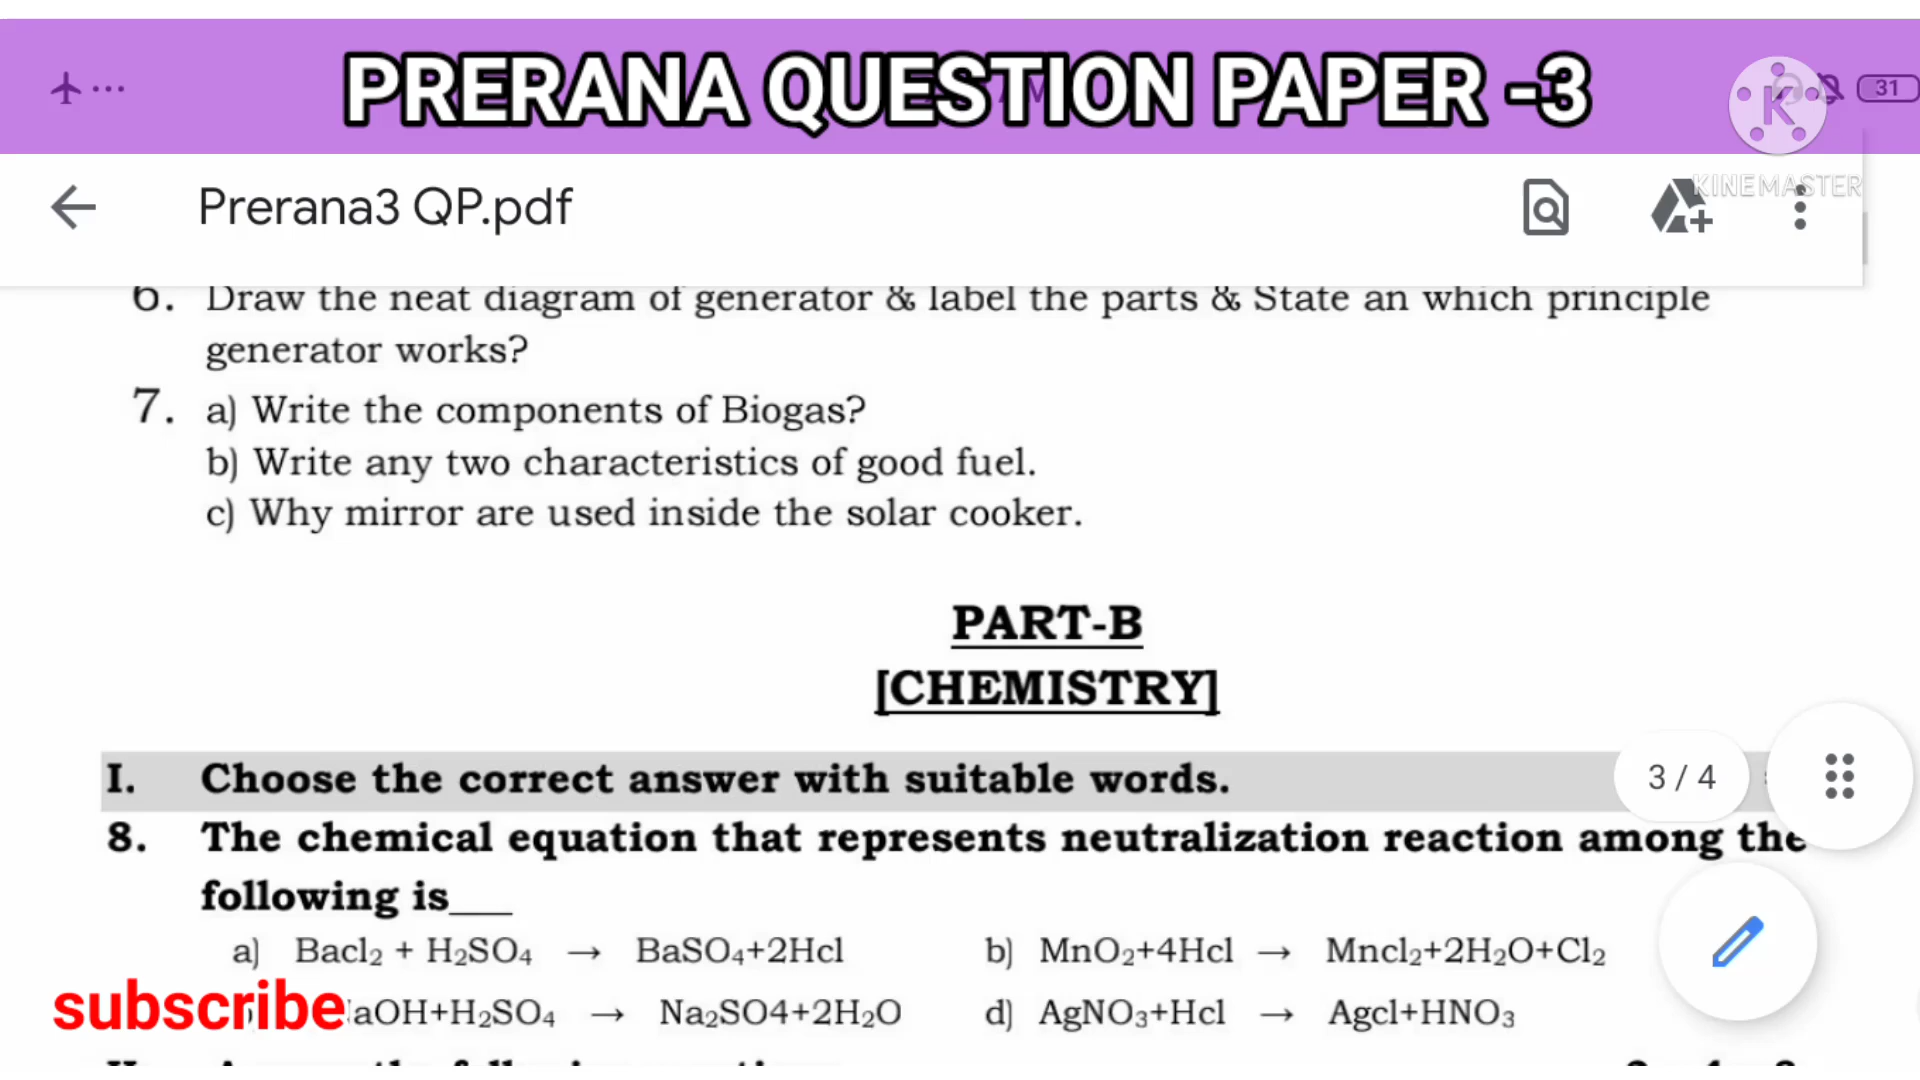 PRERANA QUESTION PAPER -3
31
KINEMASTER
Prerana3 QP.pdf
6. Draw the neat diagram of generator & label the parts & State an which principle
generator works?
7. a) Write the components of Biogas?
b) Write any two characteristics of good fuel.
c) Why mirror are used inside the solar cooker.
PART-B
[CHEMISTRY]
I. Choose the correct answer with suitable words.
3 / 4
8. The chemical equation that represents neutralization reaction among the
following is___
a) Bacl₂ + H₂SO₄ → BaSO₄+2Hcl b) MnO₂+4Hcl → Mncl₂+2H₂O+Cl₂
subscribe aOH+H₂SO₄ → Na₂SO4+2H₂O d) AgNO₃+Hcl → Agcl+HNO₃